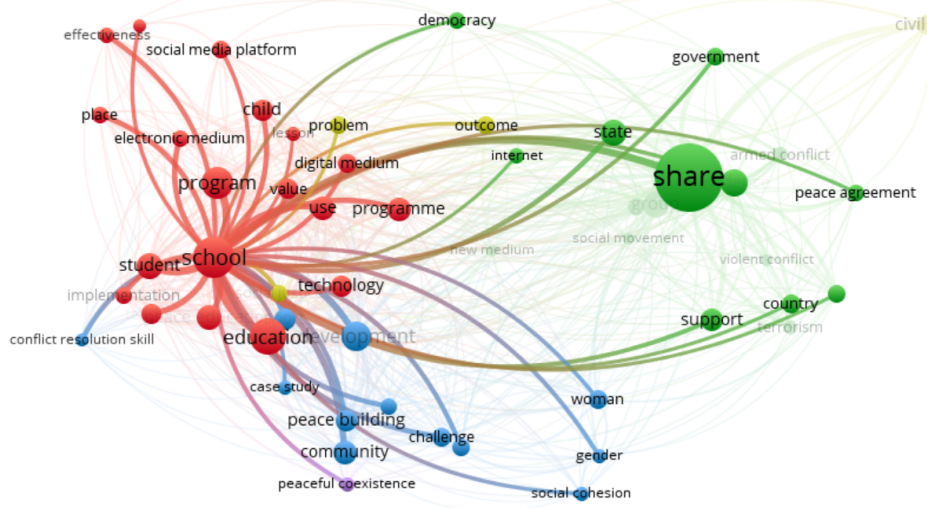 democracy
civil
effectiveness
social media platform
government
place
child
problem
outcome
state
electronic medium
lesson
internet
armed conflict
digital medium
share
program
value
peace agreement
use
programme
social movement
new medium
school
violent conflict
student
technology
implementation
country
support
terrorism
conflict resolution skill
education
development
case study
woman
peace building
challenge
community
gender
peaceful coexistence
social cohesion